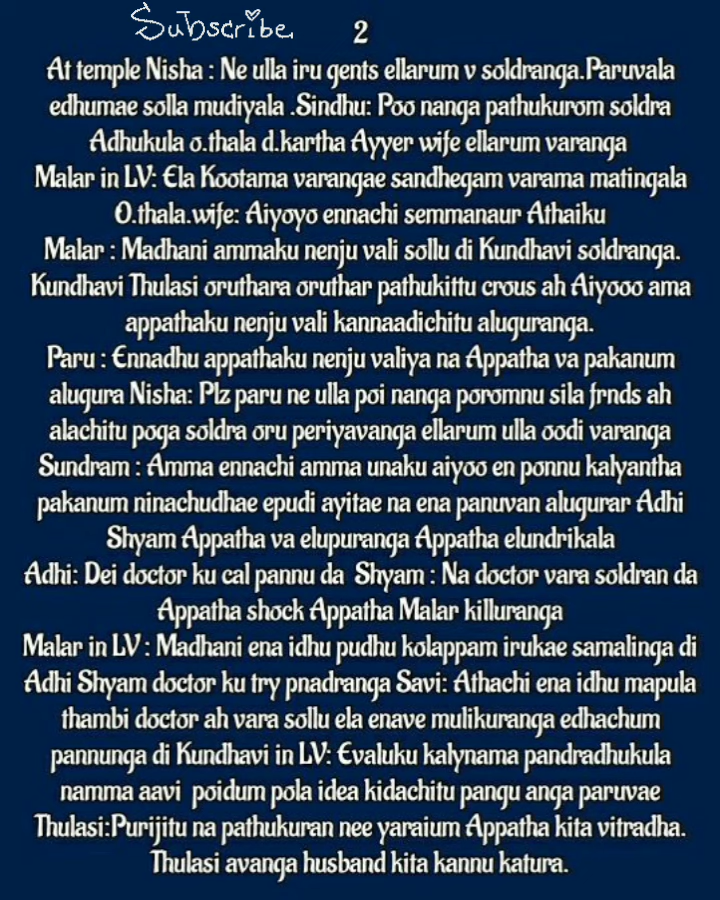 Subscribe 2
At temple Nisha : Ne ulla iru gents ellarum v soldranga.Paruvala
edhumae solla mudiyala .Sindhu: Poo nanga pathukurom soldra
Adhukula o.thala d.kartha Ayyer wife ellarum varanga
Malar in LV: Ela Kootama varangae sandhegam varama matingala
O.thala.wife: Aiyoyo ennachi semmanaur Athaiku
Malar : Madhani ammaku nenju vali sollu di Kundhavi soldranga.
Kundhavi Thulasi oruthara oruthar pathukittu crous ah Aiyooo ama
appathaku nenju vali kannaadichitu aluguranga.
Paru : Ennadhu appathaku nenju valiya na Appatha va pakanum
alugura Nisha: Plz paru ne ulla poi nanga poromnu sila frnds ah
alachitu poga soldra oru periyavanga ellarum ulla oodi varanga
Sundram : Amma ennachi amma unaku aiyoo en ponnu kalyantha
pakanum ninachudhae epudi ayitae na ena panuvan alugurar Adhi
Shyam Appatha va elupuranga Appatha elundrikala
Adhi: Dei doctor ku cal pannu da Shyam : Na doctor vara soldran da
Appatha shock Appatha Malar killuranga
Malar in LV : Madhani ena idhu pudhu kolappam irukae samalinga di
Adhi Shyam doctor ku try pnadranga Savi: Athachi ena idhu mapula
thambi doctor ah vara sollu ela enave mulikuranga edhachum
pannunga di Kundhavi in LV: Evaluku kalynama pandradhukula
namma aavi poidum pola idea kidachitu pangu anga paruvae
Thulasi:Purijitu na pathukuran nee yaraium Appatha kita vitradha.
Thulasi avanga husband kita kannu katura.